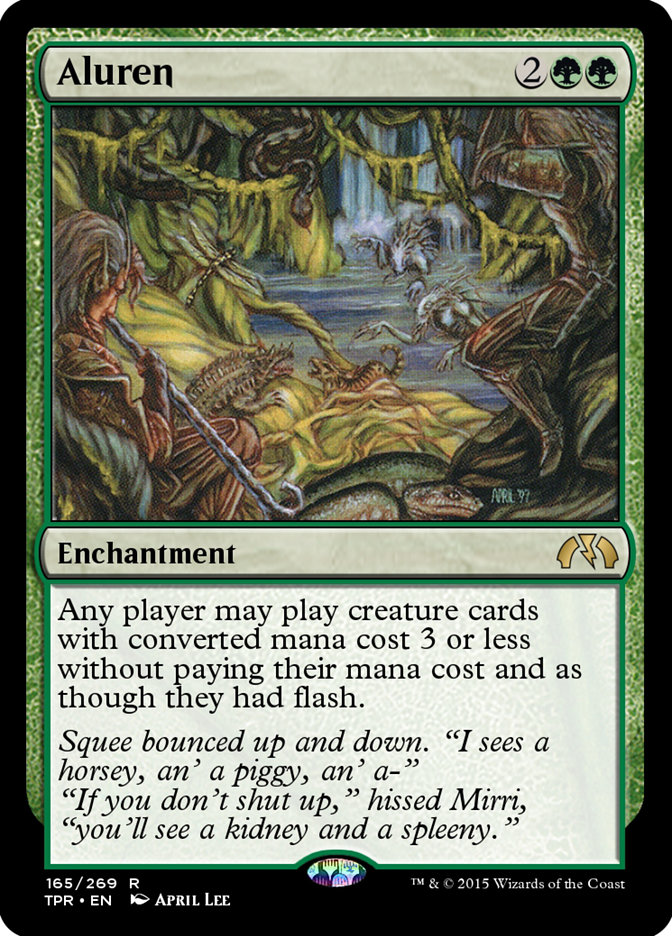 Aluren 2
APRIL '97
Enchantment
Any player may play creature cards
with converted mana cost 3 or less
without paying their mana cost and as
though they had flash.
Squee bounced up and down. “I sees a
horsey, an’ a piggy, an’ a-”
“If you don’t shut up,” hissed Mirri,
“you’ll see a kidney and a spleeny.”
165/269 R
TPR • EN April Lee
™ & © 2015 Wizards of the Coast